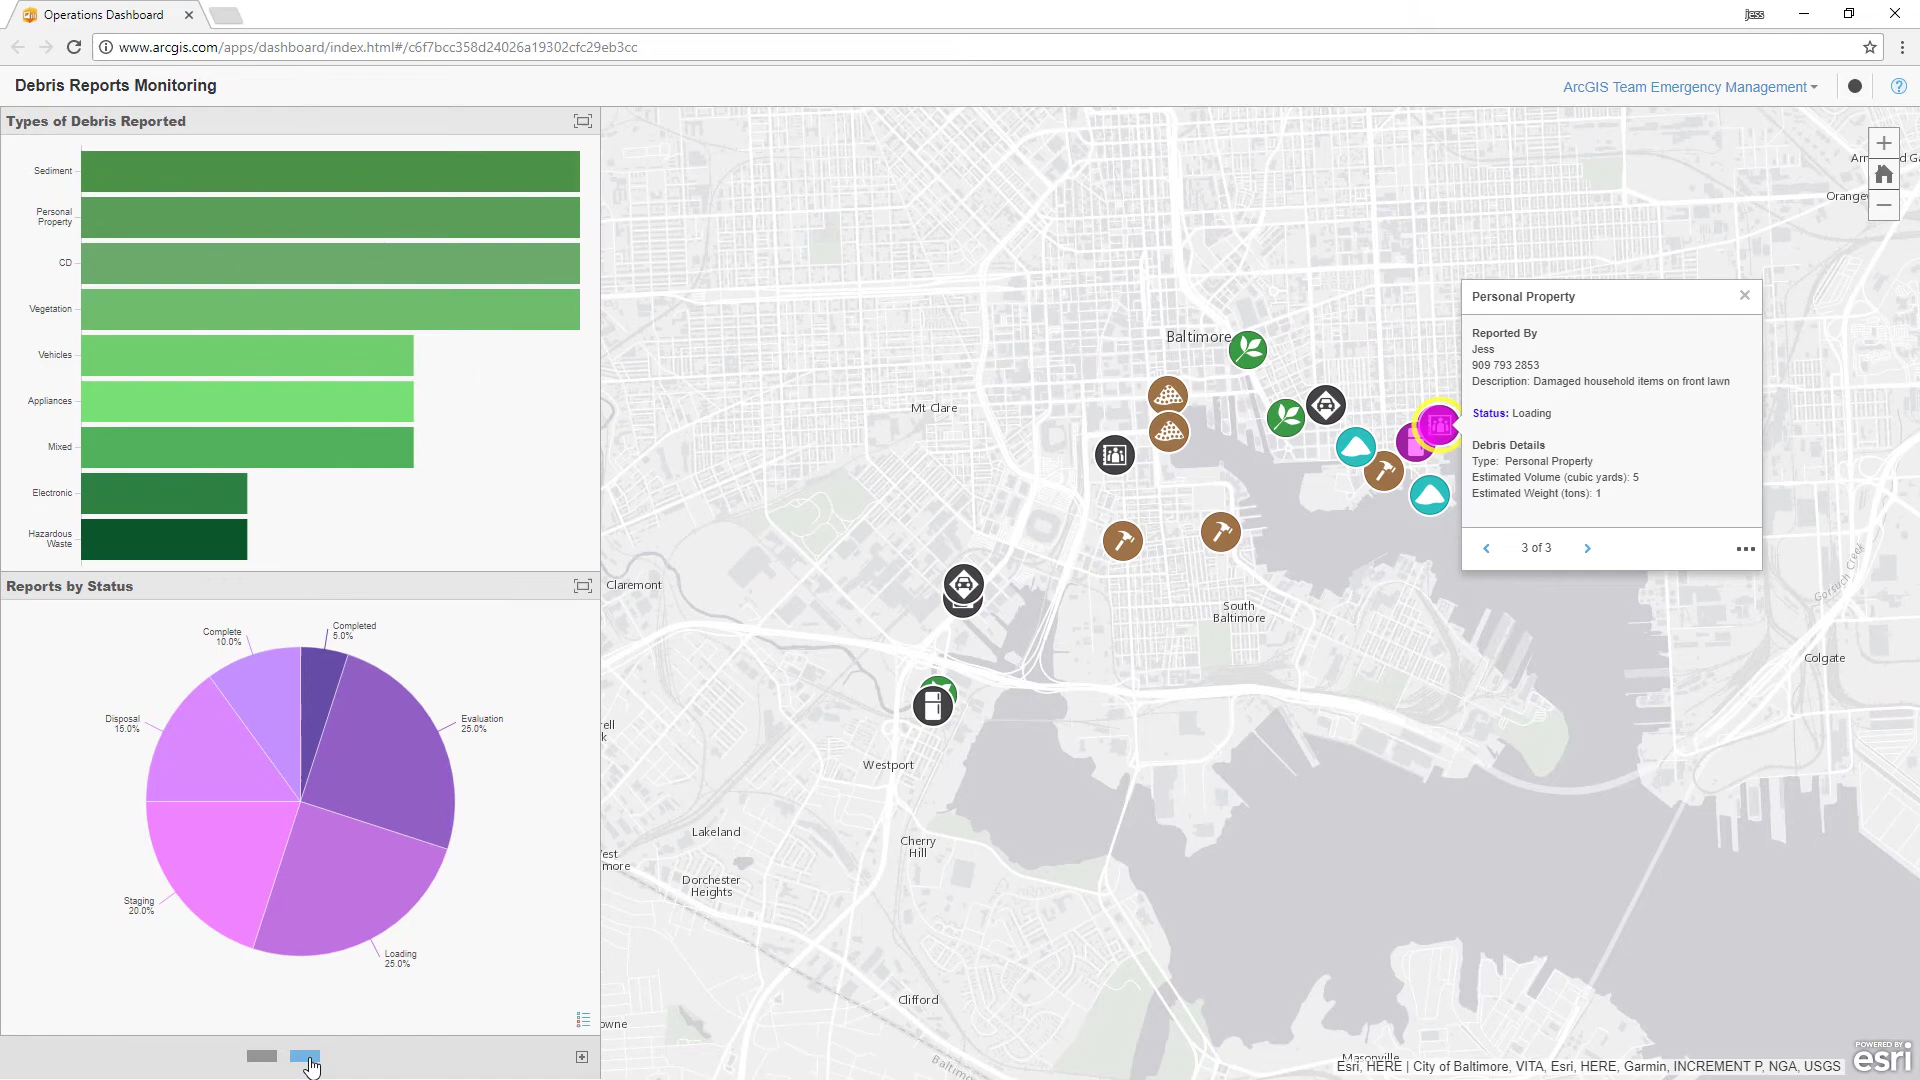 Operations Dashboard
jess
www.arcgis.com/apps/dashboard/index.html#/c6f7bcc358d24026a19302cfc29eb3cc
Debris Reports Monitoring
ArcGIS Team Emergency Management
Types of Debris Reported
Sediment
Personal
Property
CD
Vegetation
Vehicles
Appliances
Mixed
Electronic
Hazardous
Waste
Reports by Status
Completed
5.0%
Complete
10.0%
Evaluation
25.0%
Disposal
15.0%
Staging
20.0%
Loading
25.0%
Baltimore
Mt Clare
Claremont
South
Baltimore
Westport
Lakeland
Cherry
Hill
Dorchester
Heights
Clifford
Colgate
Gorsuch Creek
Masonville
Personal Property
Reported By
Jess
909 793 2853
Description: Damaged household items on front lawn
Status: Loading
Debris Details
Type: Personal Property
Estimated Volume (cubic yards): 5
Estimated Weight (tons): 1
3 of 3
Esri, HERE | City of Baltimore, VITA, Esri, HERE, Garmin, INCREMENT P, NGA, USGS
POWERED BY
esri